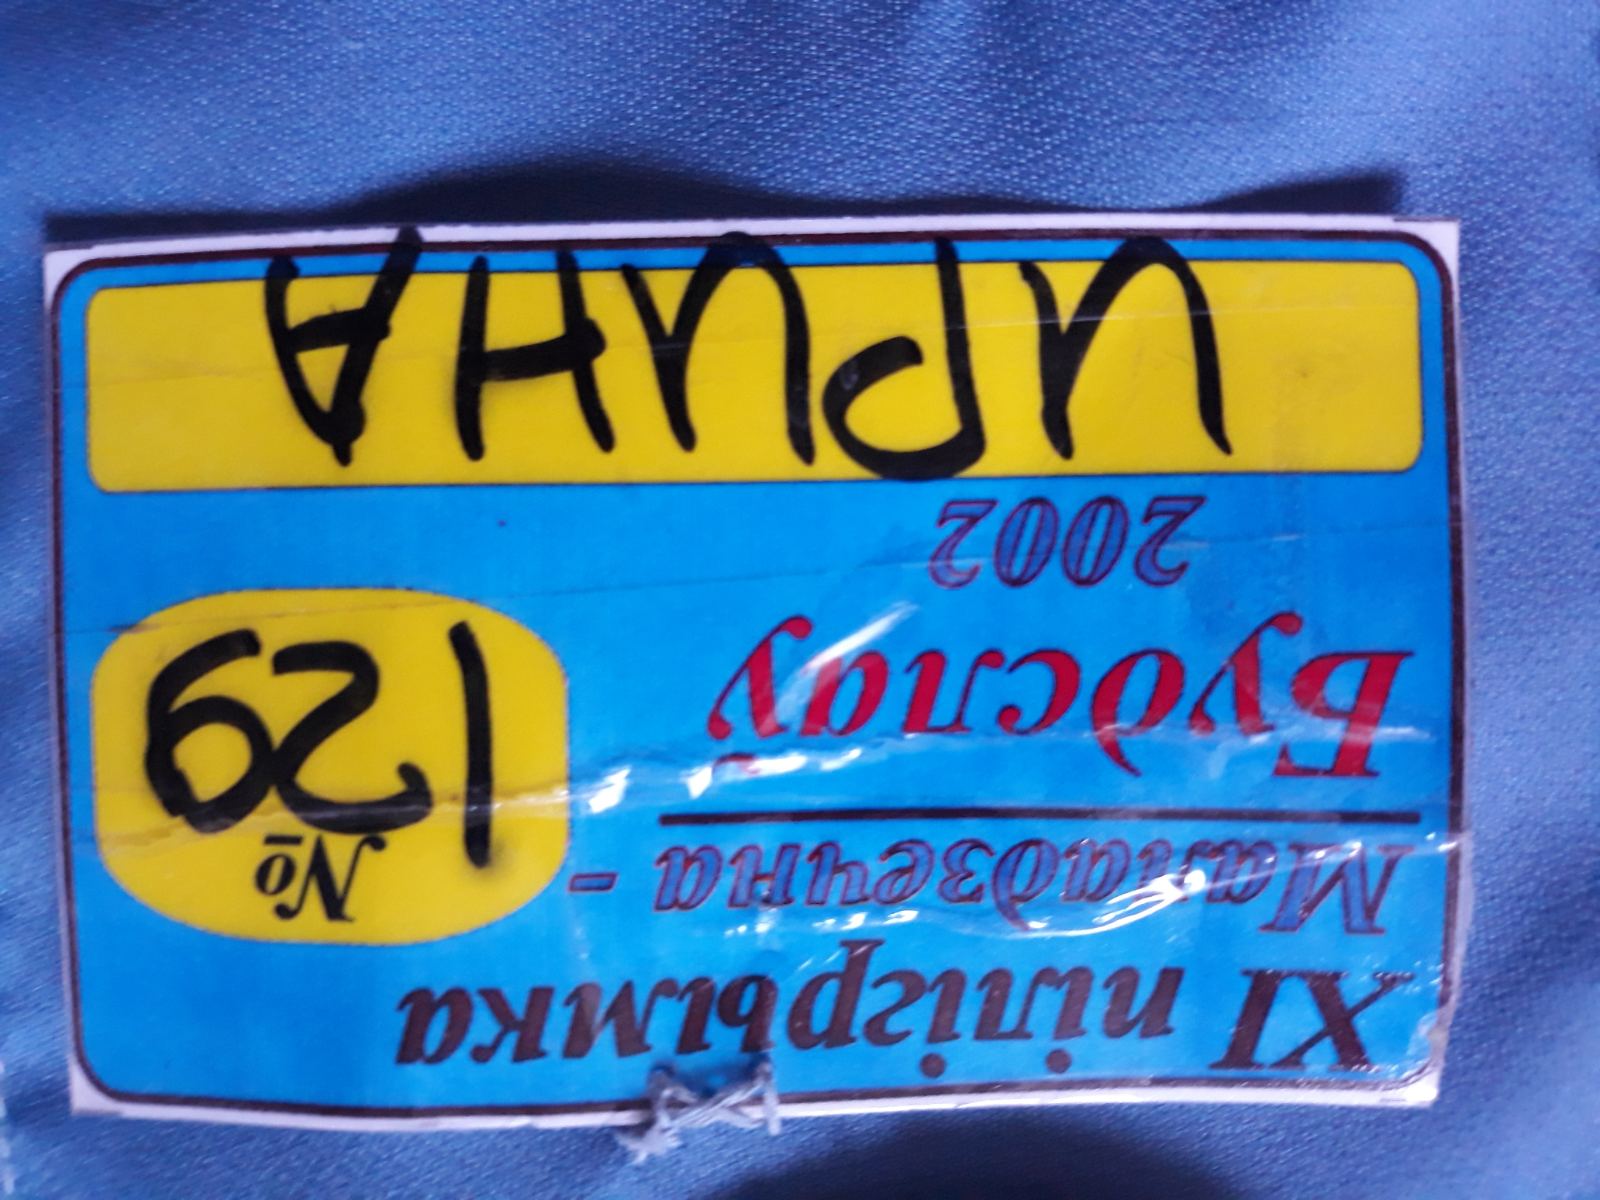 XI пілігрымка
Маладзечна -
Будслаў
2002
№
129
ИРИНА